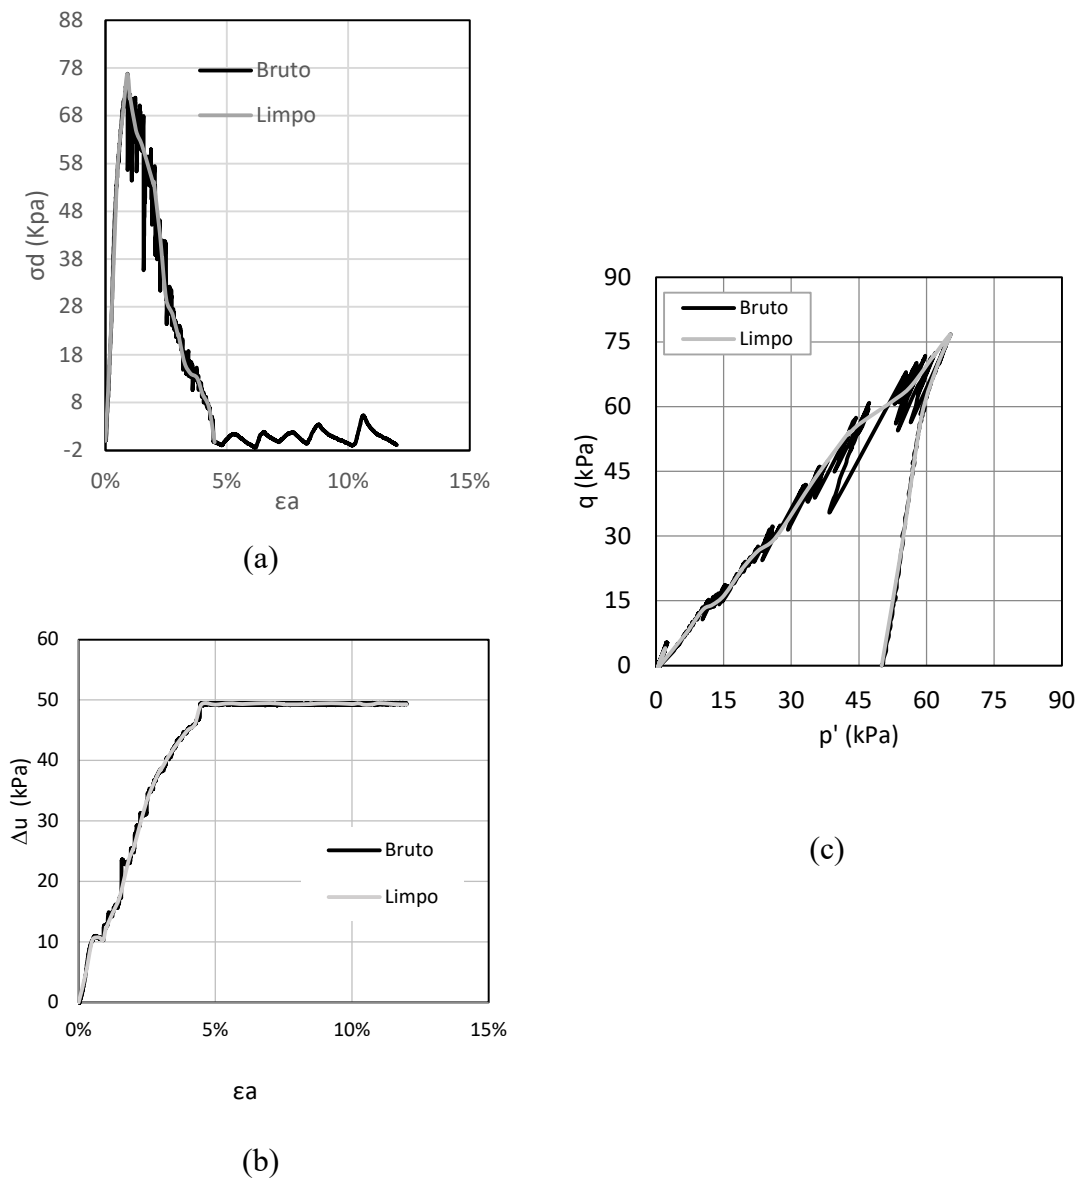 88
78
68
58
48
38
28
18
8
-2
σd (Kpa)
Bruto
Limpo
0% 5% 10% 15%
εa
(a)
60
50
40
30
20
10
0
Δu (kPa)
Bruto
Limpo
0% 5% 10% 15%
εa
(b)
90
75
60
45
30
15
0
q (kPa)
Bruto
Limpo
0 15 30 45 60 75 90
p' (kPa)
(c)